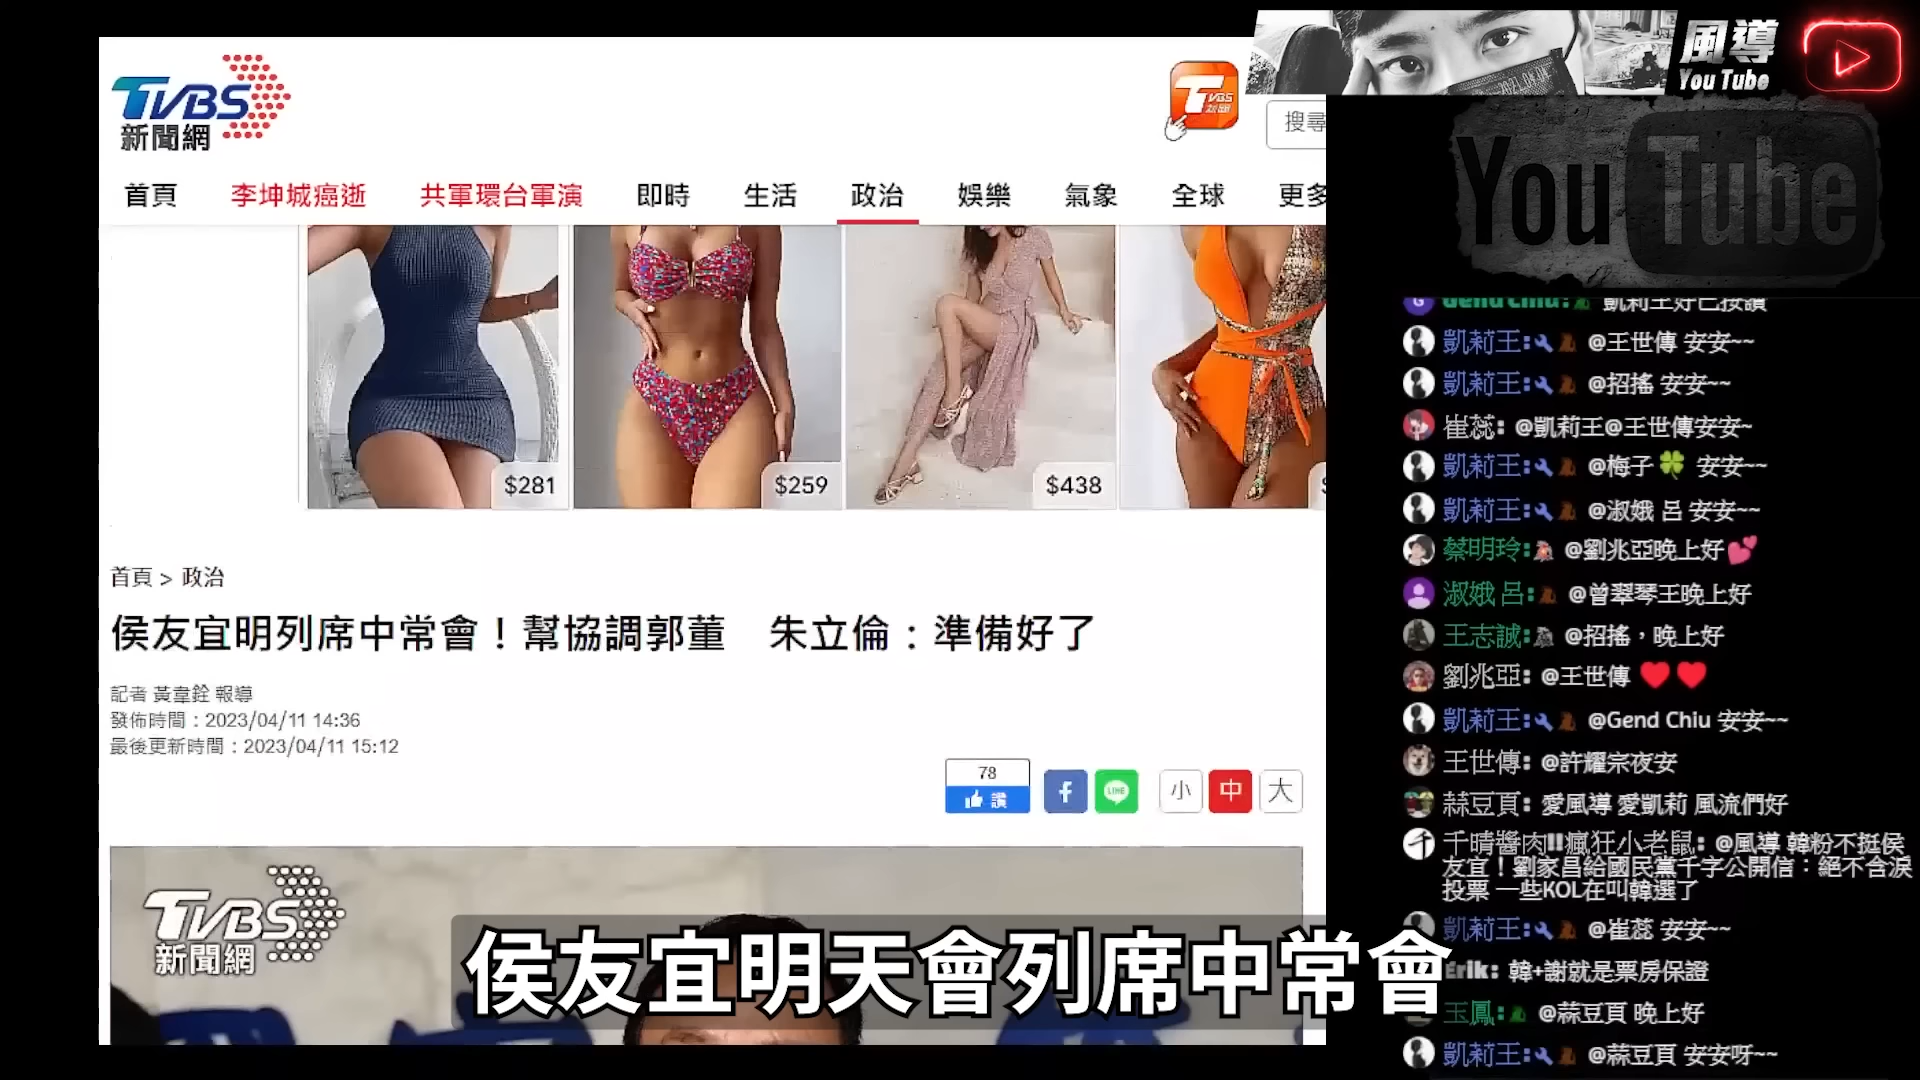 TVBS
新聞網
TVBS
搜尋
首頁 李坤城癌逝 共軍環台軍演 即時 生活 政治 娛樂 氣象 全球 更多
$281
$259
$438
首頁 > 政治
侯友宜明列席中常會！幫協調郭董 朱立倫：準備好了
記者 黃韋銓 報導
發佈時間：2023/04/11 14:36
最後更新時間：2023/04/11 15:12
78
讚
f
LINE
小 中 大
TVBS
新聞網
侯友宜明天會列席中常會
風導
You Tube
YouTube
Gend Chiu: 凱莉王好已按讚
凱莉王: @王世傳 安安~~
凱莉王: @招搖 安安~~
崔蕊: @凱莉王@王世傳安安~
凱莉王: @梅子🍀 安安~~
凱莉王: @淑娥 呂 安安~~
蔡明玲: @劉兆亞晚上好💕
淑娥 呂: @曾翠琴王晚上好
王志誠: @招搖，晚上好
劉兆亞: @王世傳 ❤️ ❤️
凱莉王: @Gend Chiu 安安~~
王世傳: @許耀宗夜安
蒜豆頁: 愛風導 愛凱莉 風流們好
千晴醬肉!!瘋狂小老鼠: @風導 韓粉不挺侯
友宜！劉家昌給國民黨千字公開信：絕不含淚
投票 一些KOL在叫韓選了
凱莉王: @崔蕊 安安~~
Erik: 韓+謝就是票房保證
玉鳳: @蒜豆頁 晚上好
凱莉王: @蒜豆頁 安安呀~~